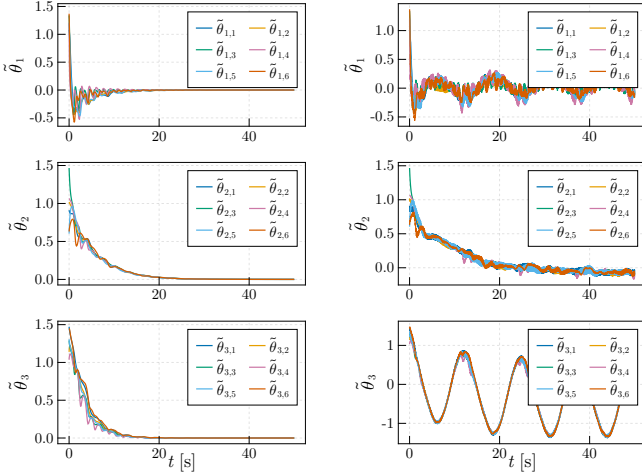 1.0
0.5
0.0
-0.5
θ̃₁
θ̃₁,₁ θ̃₁,₂
θ̃₁,₃ θ̃₁,₄
θ̃₁,₅ θ̃₁,₆
0 20 40
1.0
0.5
0.0
-0.5
θ̃₁
θ̃₁,₁ θ̃₁,₂
θ̃₁,₃ θ̃₁,₄
θ̃₁,₅ θ̃₁,₆
0 20 40
1.5
1.0
0.5
0.0
θ̃₂
θ̃₂,₁ θ̃₂,₂
θ̃₂,₃ θ̃₂,₄
θ̃₂,₅ θ̃₂,₆
0 20 40
1.5
1.0
0.5
0.0
θ̃₂
θ̃₂,₁ θ̃₂,₂
θ̃₂,₃ θ̃₂,₄
θ̃₂,₅ θ̃₂,₆
0 20 40
1.5
1.0
0.5
0.0
θ̃₃
θ̃₃,₁ θ̃₃,₂
θ̃₃,₃ θ̃₃,₄
θ̃₃,₅ θ̃₃,₆
0 20 40
t [s]
1
0
-1
θ̃₃
θ̃₃,₁ θ̃₃,₂
θ̃₃,₃ θ̃₃,₄
θ̃₃,₅ θ̃₃,₆
0 20 40
t [s]